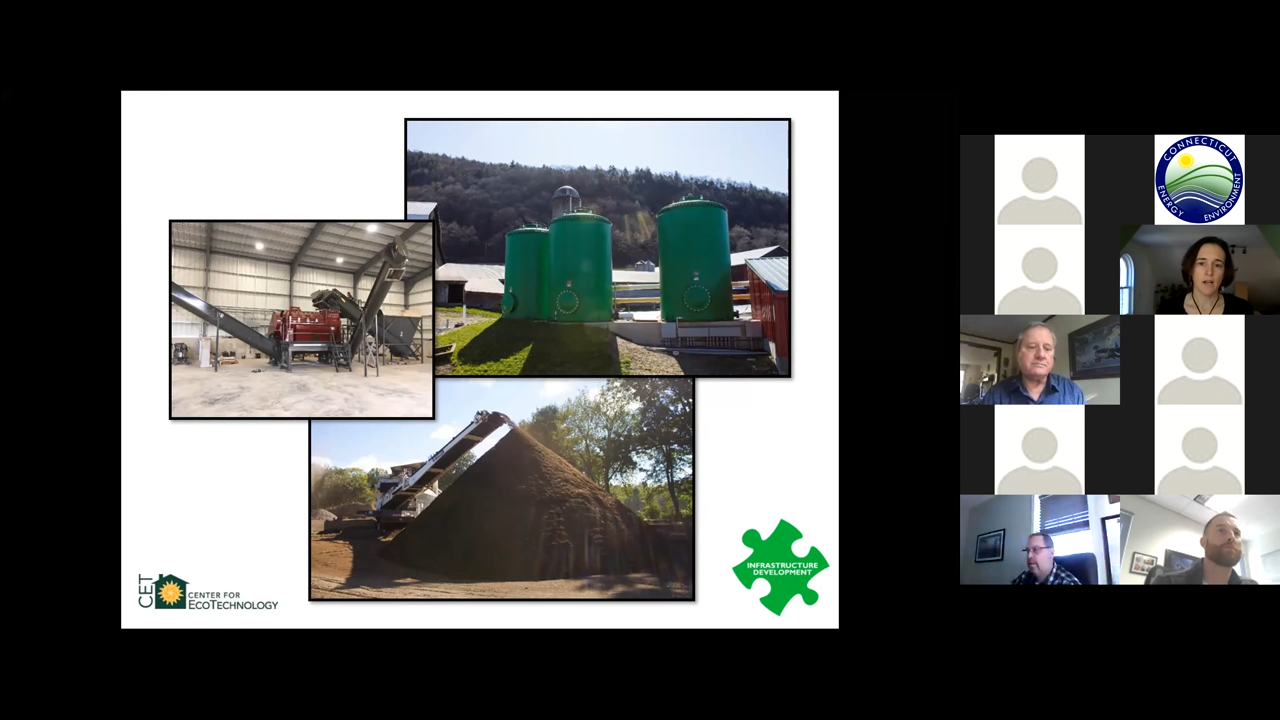 CET
CENTER FOR
ECOTECHNOLOGY
INFRASTRUCTURE
DEVELOPMENT
CONNECTICUT
ENERGY ENVIRONMENT